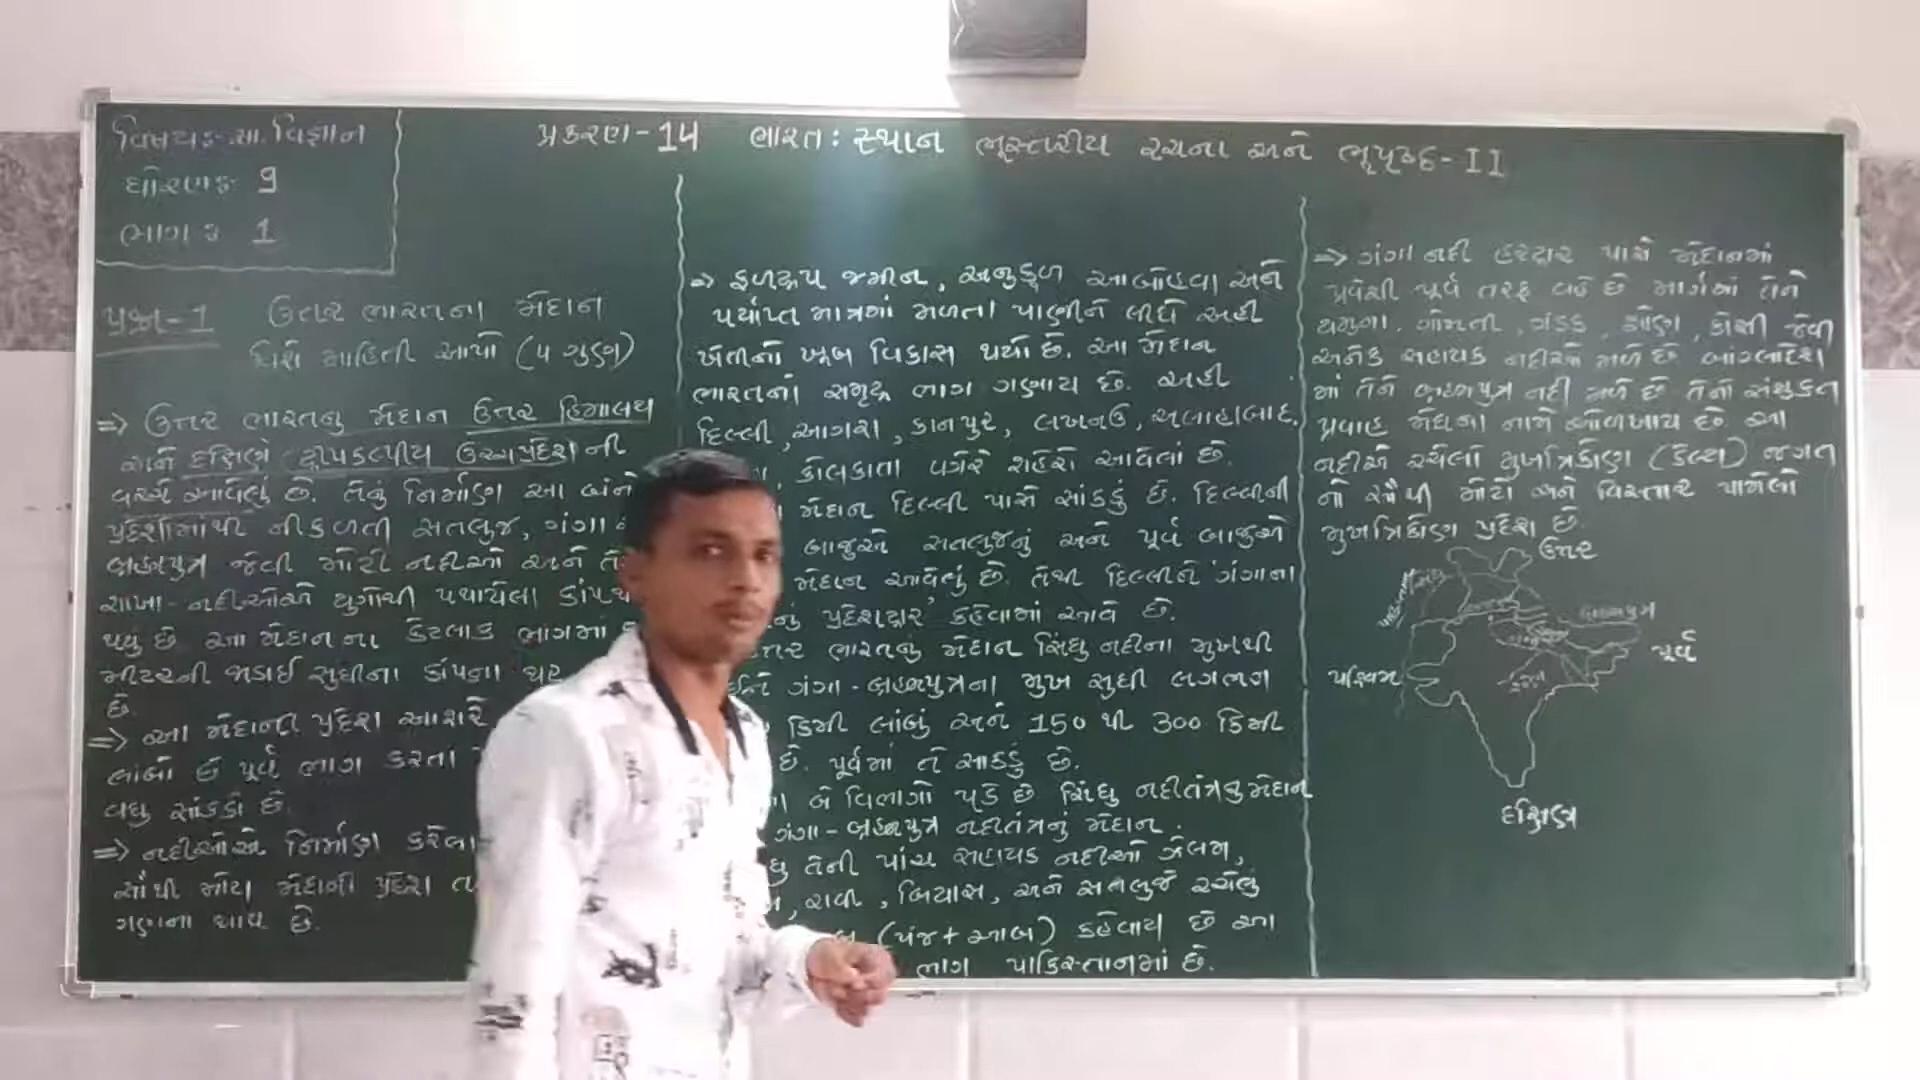 વિષયઃ-સા.વિજ્ઞાન
ધોરણઃ 9
ભાગઃ 1
પ્રકરણ-14 ભારત: સ્થાન ભૂસ્તરીય રચના અને ભૂપૃષ્ઠ-II
પ્રશ્ન-1 ઉત્તર ભારતના મેદાન
વિશે માહિતી આપો (૫ ગુણ)
=> ઉત્તર ભારતનુ મેદાન ઉત્તરે હિમાલય
અને દક્ષિણે દ્વીપકલ્પીય ઉચ્ચપ્રદેશ ની
વચ્ચે આવેલું છે. તેનું નિર્માણ આ બંને
પ્રદેશોમાંથી નીકળતી સતલુજ, ગંગા
બ્રહ્મપુત્ર જેવી મોટી નદીઓ અને
શાખા-નદીઓએ યુગોથી પથરાયેલા
થયું છે આ મેદાન ના કેટલાક ભાગમાં
મીટરની જાડાઈ સુધીના કાંપના થર
છે.
=> આ મેદાની પ્રદેશ આશરે
લાંબો છે પૂર્વ ભાગ કરતા
વધુ સાંકડો છે.
=> નદીઓએ નિર્માણ કરેલા
સૌથી મોટા મેદાની પ્રદેશ
ગણના થાય છે.
=> ફળદ્રુપ જમીન, અનુકૂળ આબોહવા અને
પર્યાપ્ત માત્રામાં મળતા પાણીને લીધે અહી
ખેતીનો ખૂબ વિકાસ થયો છે. આ મેદાન
ભારતનો સમૃદ્ધ ભાગ ગણાય છે. અહી
દિલ્લી, આગરા, કાનપુર, લખનઉ, અલાહાબાદ,
, કોલકાતા વગેરે શહેરો આવેલાં છે.
મેદાન દિલ્લી પાસે સાંકડું છે. દિલ્લીની
બાજુએ સતલુજનું અને પૂર્વ બાજુએ
મેદાન આવેલું છે. તેથી દિલ્લીને 'ગંગાના
નું પ્રદેશદ્વાર' કહેવામાં આવે છે.
ભારતનું મેદાન સિંધુ નદીના મુખથી
ગંગા-બ્રહ્મપુત્રના મુખ સુધી લગભગ
કિમી લાંબું અને 150 થી 300 કિમી
છે. પૂર્વમાં તે સાકડું છે.
બે વિભાગો પડે છે સિંધુ નદીતંત્રનુ મેદાન
ગંગા-બ્રહ્મપુત્ર નદીતંત્રનું મેદાન.
તેની પાંચ સહાયક નદીઓ ઝેલમ,
, રાવી, બિયાસ, અને સતલુજે રચેલું
(પંજ+આબ) કહેવાય છે આ
ભાગ પાકિસ્તાનમાં છે.
=> ગંગા નદી હરદ્વાર પાસે મેદાનમાં
પ્રવેશી પૂર્વ તરફ વહે છે માર્ગમાં તેને
યમુના, ગોમતી, ગંડક, શોણ, કોશી જેવી
અનેક સહાયક નદીઓ મળે છે બાંગ્લાદેશ
માં તેને બ્રહ્મપુત્ર નદી મળે છે તેનો સંયુકત
પ્રવાહ મેઘના નામે ઓળખાય છે. આ
નદીએ રચેલો મુખત્રિકોણ (ડેલ્ટા) જગત
નો સૌથી મોટો અને વિસ્તાર પામેલો
મુખત્રિકોણ પ્રદેશ છે.
ઉત્તર
બ્રહ્મપુત્ર
પૂર્વ
પશ્ચિમ
દક્ષિણ